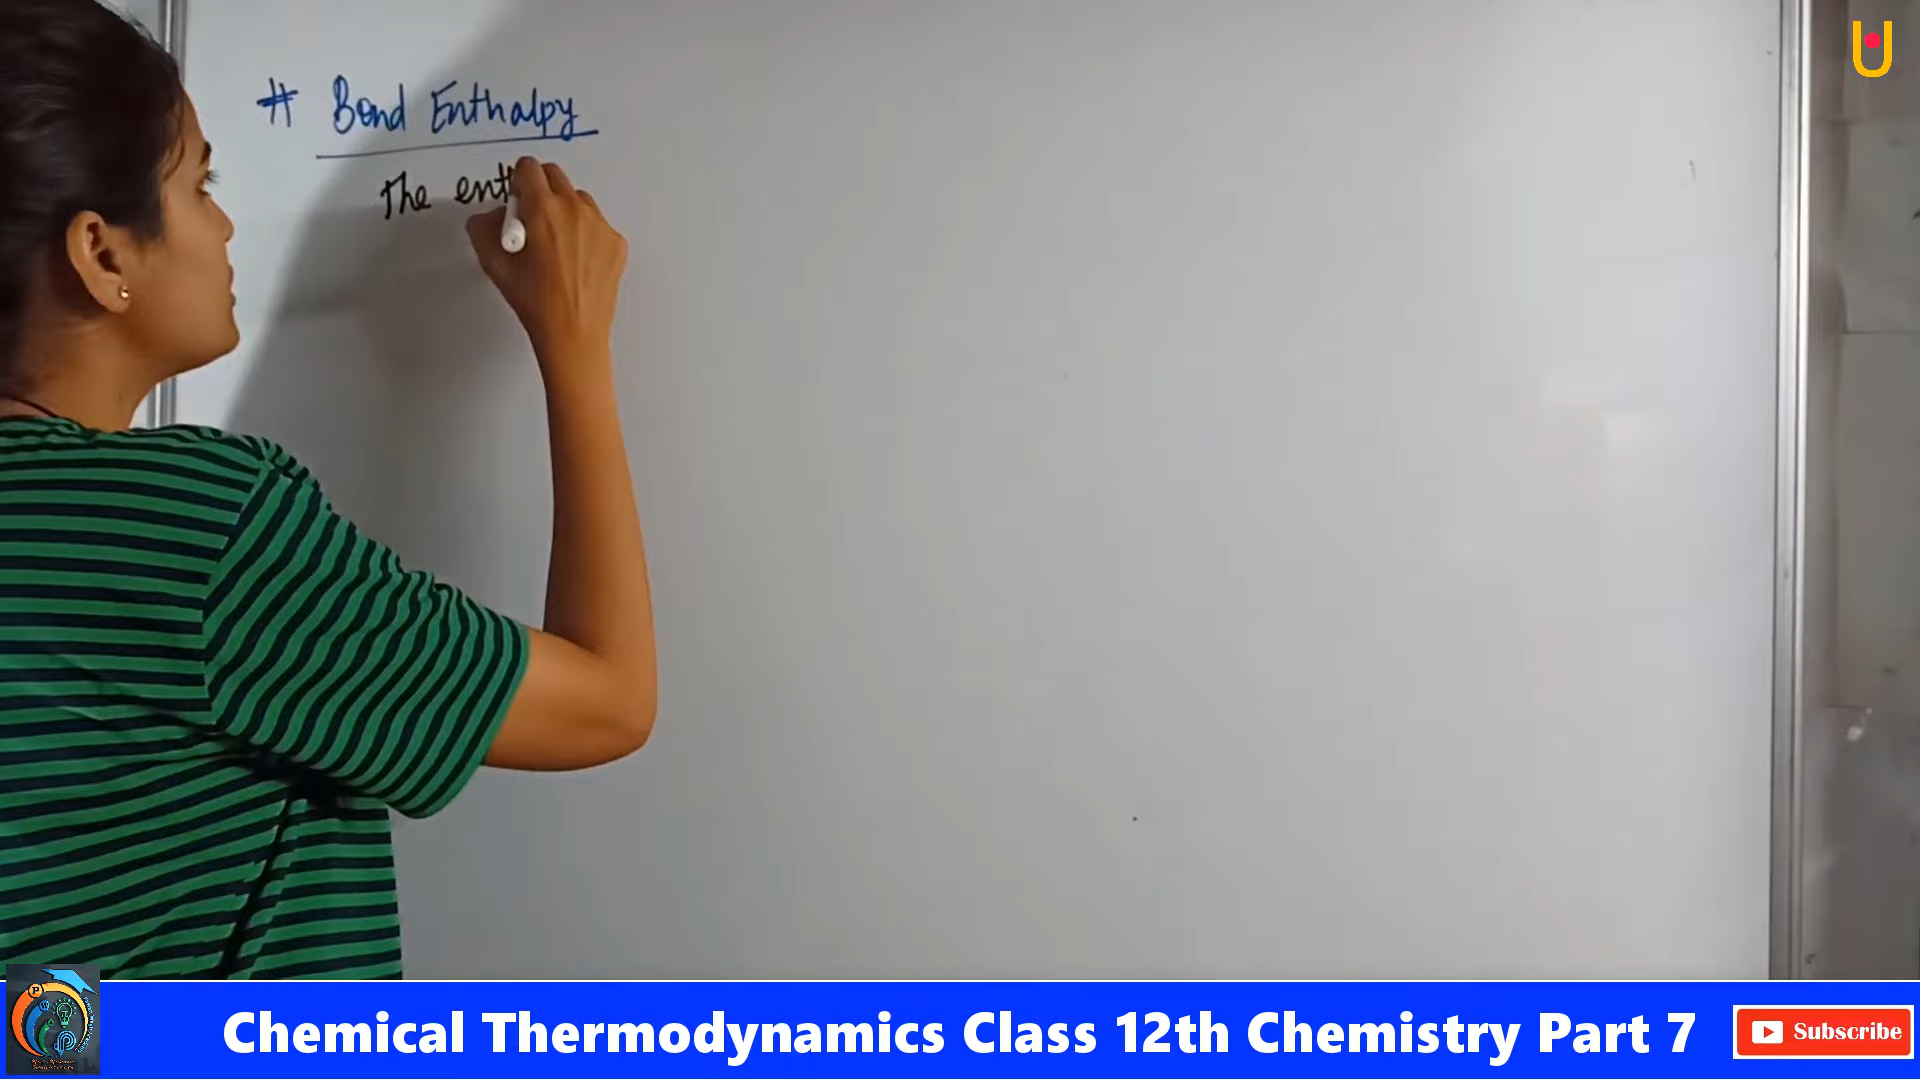 # Bond Enthalpy
The ent
Chemical Thermodynamics Class 12th Chemistry Part 7
Subscribe